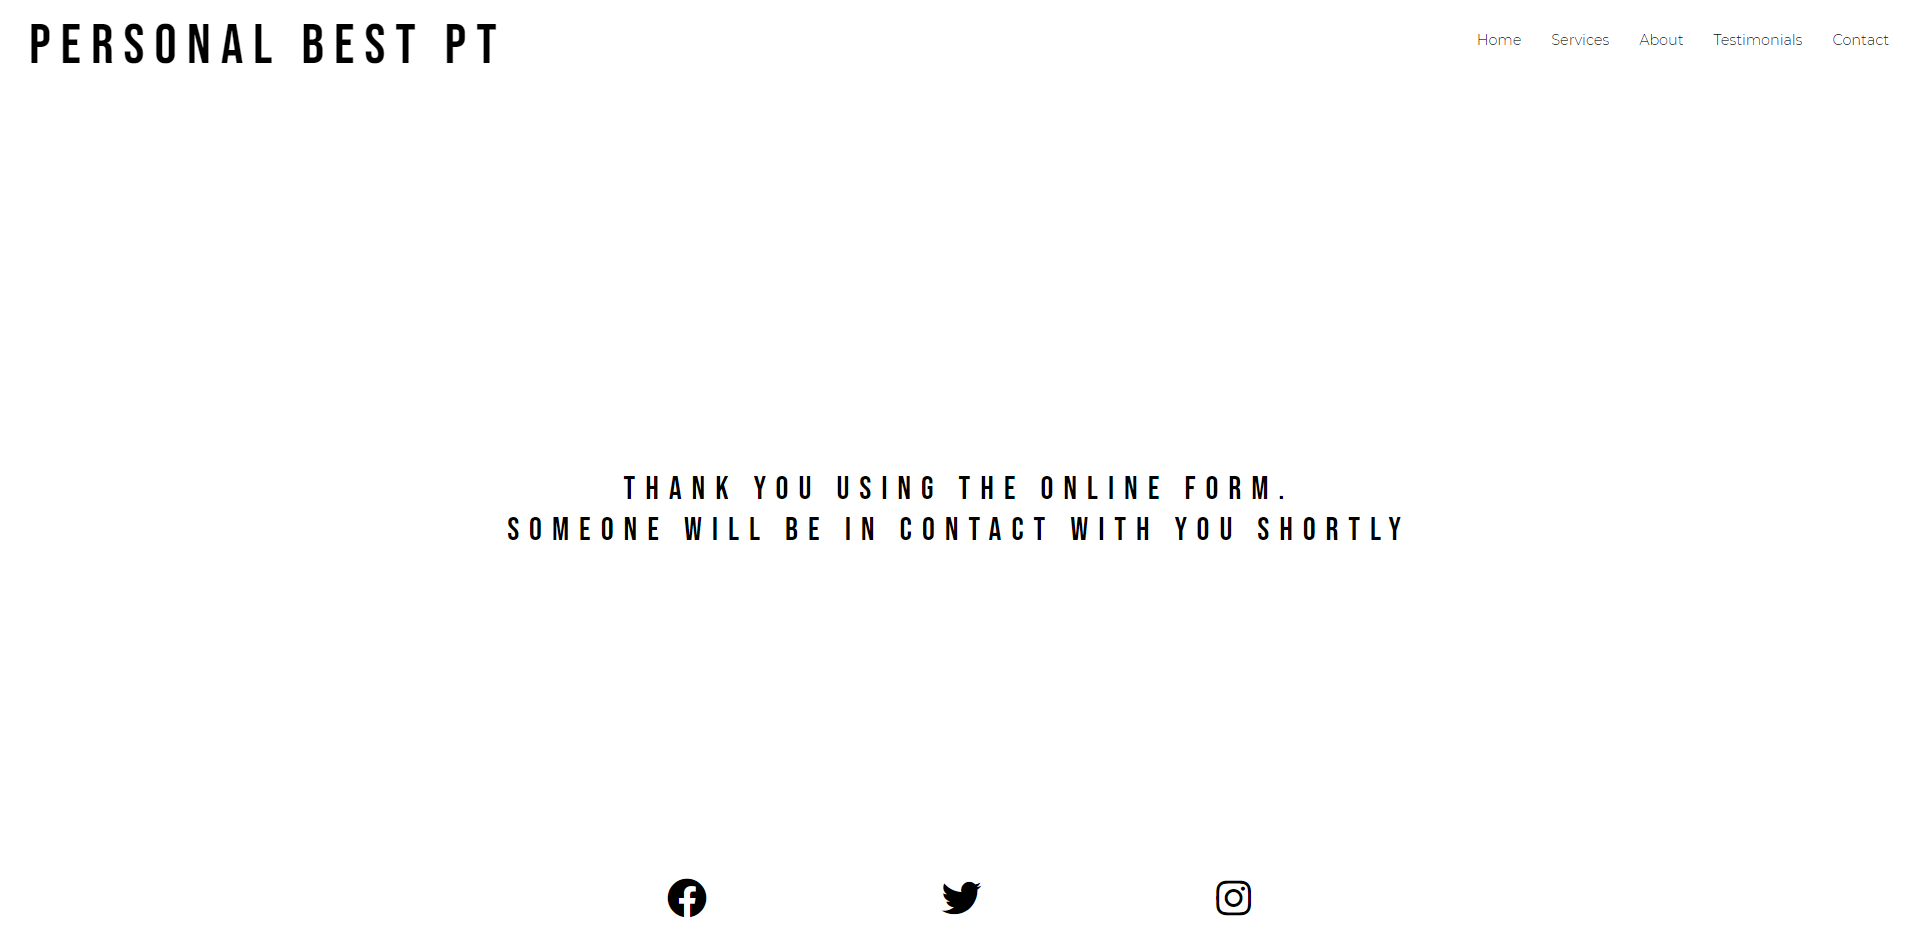 PERSONAL BEST PT
Home Services About Testimonials Contact
THANK YOU USING THE ONLINE FORM.
SOMEONE WILL BE IN CONTACT WITH YOU SHORTLY